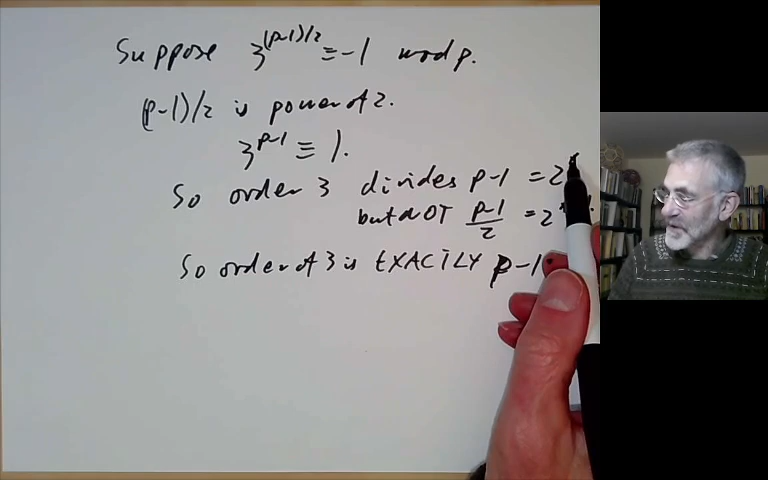 Suppose 3^(p-1)/2 ≡ -1 mod p.
(p-1)/2 is power of 2.
3^p-1 ≡ 1.
So order 3 divides p-1 = 2
but not p-1/2 = 2
So order of 3 is EXACTLY p-1